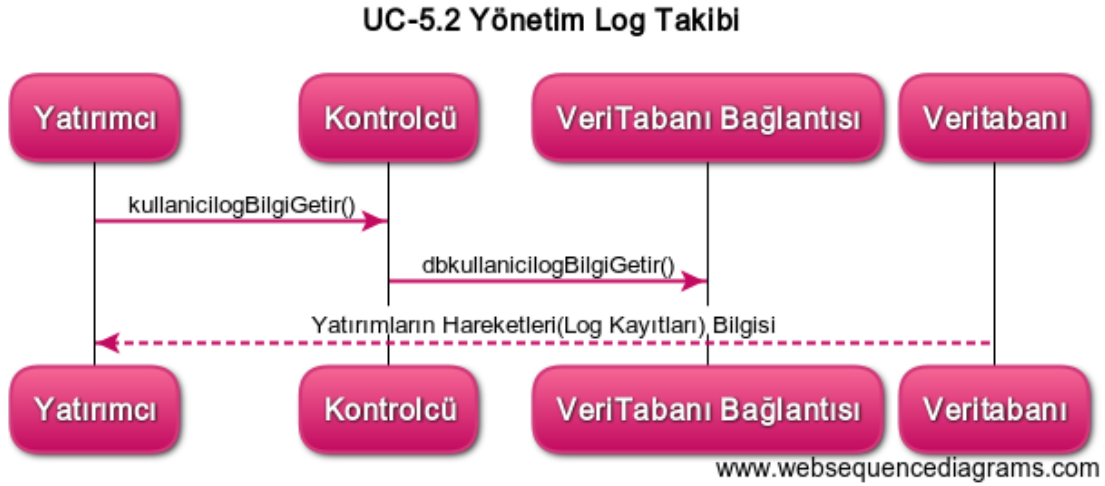 UC-5.2 Yönetim Log Takibi
Yatırımcı
Kontrolcü
VeriTabanı Bağlantısı
Veritabanı
kullanicilogBilgiGetir()
dbkullanicilogBilgiGetir()
Yatırımların Hareketleri(Log Kayıtları) Bilgisi
Yatırımcı
Kontrolcü
VeriTabanı Bağlantısı
Veritabanı
www.websequencediagrams.com